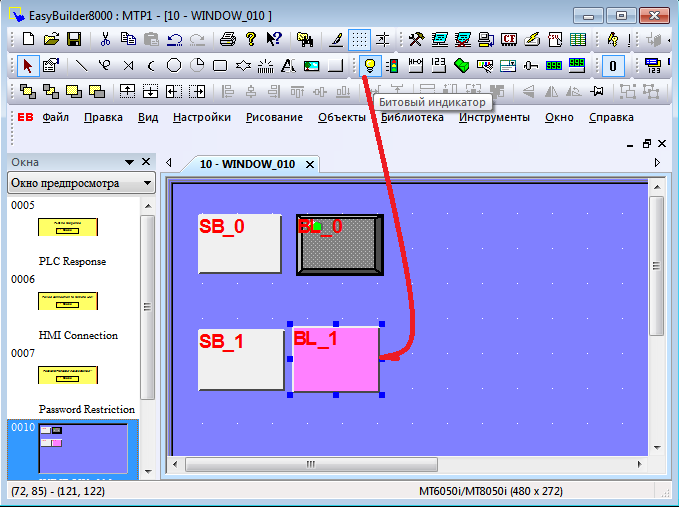 EasyBuilder8000 : MTP1 - [10 - WINDOW_010 ]
Битовый индикатор
EB Файл Правка Вид Настройки Рисование Объекты Библиотека Инструменты Окно Справка
Окна
10 - WINDOW_010
Окно предпросмотра
0005
PLC Response
0006
HMI Connection
0007
Password Restriction
0010
SB_0
BL_0
SB_1
BL_1
(72, 85) - (121, 122)
MT6050i/MT8050i (480 x 272)